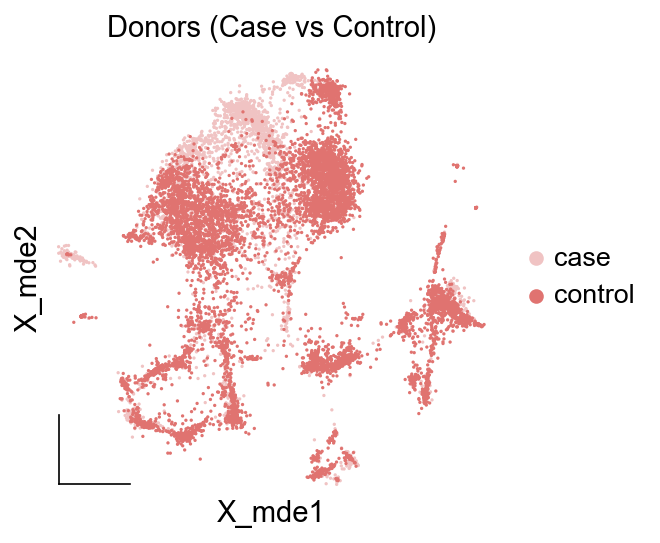 Donors (Case vs Control)
X_mde2
case
control
X_mde1